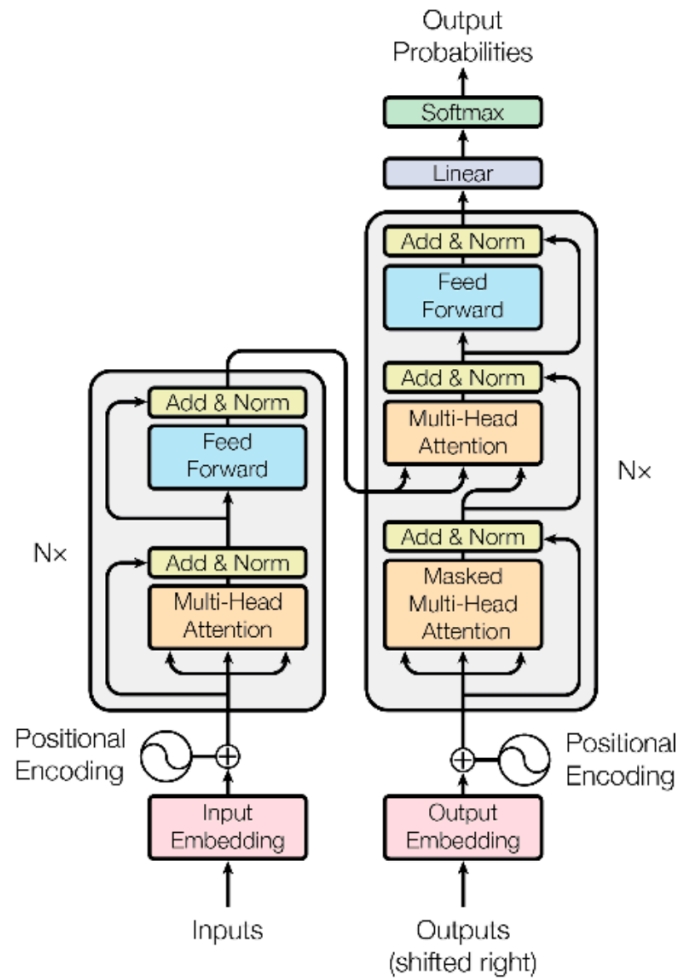 Output
Probabilities
Softmax
Linear
Add & Norm
Feed
Forward
Add & Norm
Multi-Head
Attention
Nx
Add & Norm
Masked
Multi-Head
Attention
Add & Norm
Feed
Forward
Nx
Add & Norm
Multi-Head
Attention
Positional
Encoding
Positional
Encoding
Input
Embedding
Output
Embedding
Inputs
Outputs
(shifted right)